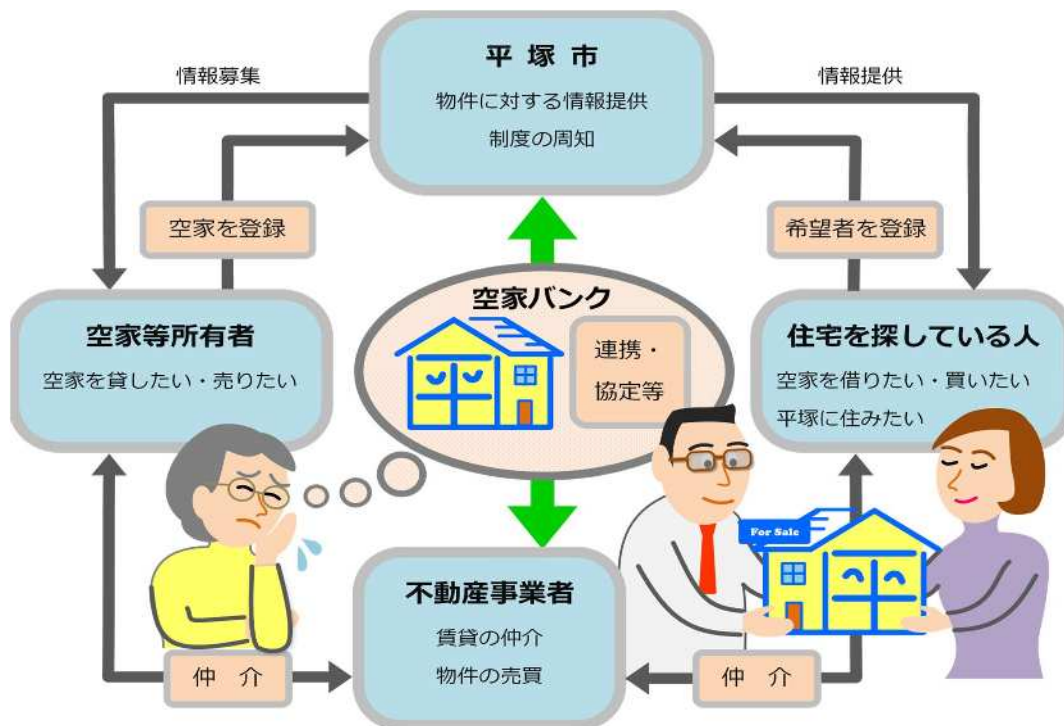 平塚市
物件に対する情報提供
制度の周知
情報募集
情報提供
空家を登録
希望者を登録
空家等所有者
空家を貸したい・売りたい
空家バンク
連携・
協定等
住宅を探している人
空家を借りたい・買いたい
平塚に住みたい
For Sale
不動産事業者
賃貸の仲介
物件の売買
仲介
仲介